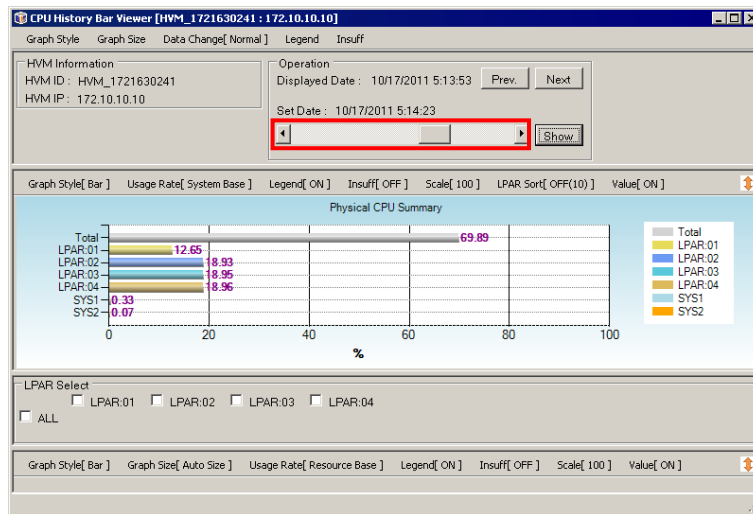 CPU History Bar Viewer [HVM_1721630241 : 172.10.10.10]
Graph Style Graph Size Data Change[ Normal ] Legend Insuff
HVM Information
HVM ID : HVM_1721630241
HVM IP : 172.10.10.10
Operation
Displayed Date : 10/17/2011 5:13:53 Prev. Next
Set Date : 10/17/2011 5:14:23
Show
Graph Style[ Bar ] Usage Rate[ System Base ] Legend[ ON ] Insuff[ OFF ] Scale[ 100 ] LPAR Sort[ OFF(10) ] Value[ ON ]
Physical CPU Summary
Total 69.89
LPAR:01 12.65
LPAR:02 18.93
LPAR:03 18.95
LPAR:04 18.96
SYS1 0.33
SYS2 0.07
0 20 40 60 80 100
%
Total
LPAR:01
LPAR:02
LPAR:03
LPAR:04
SYS1
SYS2
LPAR Select
LPAR:01 LPAR:02 LPAR:03 LPAR:04
ALL
Graph Style[ Bar ] Graph Size[ Auto Size ] Usage Rate[ Resource Base ] Legend[ ON ] Insuff[ OFF ] Scale[ 100 ] Value[ ON ]